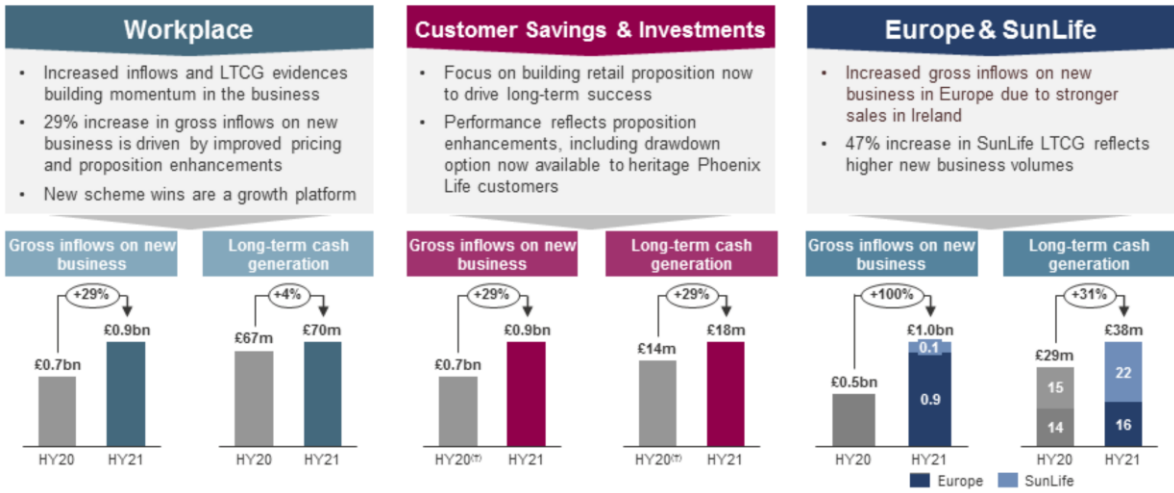 Workplace
• Increased inflows and LTCG evidences
building momentum in the business
• 29% increase in gross inflows on new
business is driven by improved pricing
and proposition enhancements
• New scheme wins are a growth platform
Gross inflows on new
business
Long-term cash
generation
+29%
£0.9bn
£0.7bn
HY20
HY21
+4%
£67m
£70m
HY20
HY21
Customer Savings & Investments
• Focus on building retail proposition now
to drive long-term success
• Performance reflects proposition
enhancements, including drawdown
option now available to heritage Phoenix
Life customers
Gross inflows on new
business
Long-term cash
generation
+29%
£0.9bn
£0.7bn
HY20(T)
HY21
+29%
£18m
£14m
HY20(T)
HY21
Europe & SunLife
• Increased gross inflows on new
business in Europe due to stronger
sales in Ireland
• 47% increase in SunLife LTCG reflects
higher new business volumes
Gross inflows on new
business
Long-term cash
generation
+100%
£1.0bn
0.1
£0.5bn
0.9
HY20
HY21
+31%
£38m
£29m
15
22
14
16
HY20
HY21
Europe
SunLife